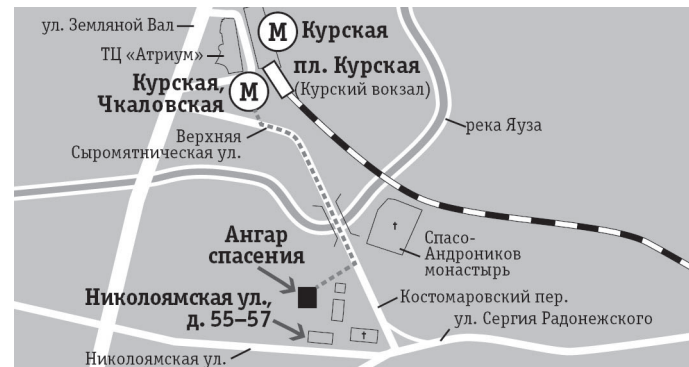 ул. Земляной Вал
М Курская
ТЦ «Атриум»
пл. Курская
(Курский вокзал)
Курская,
Чкаловская
М
река Яуза
Верхняя
Сыромятническая ул.
Ангар
спасения
Спасо-
Андроников
монастырь
Николоямская ул.,
д. 55–57
Костомаровский пер.
ул. Сергия Радонежского
Николоямская ул.